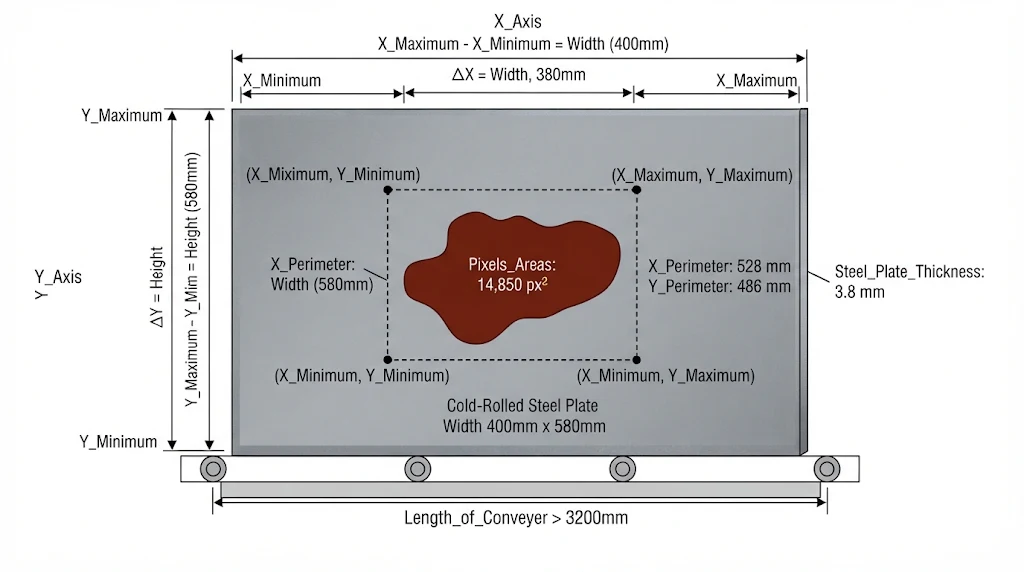 X_Axis
X_Maximum - X_Minimum = Width (400mm)
X_Minimum
ΔX = Width, 380mm
X_Maximum
Y_Maximum
(X_Miximum, Y_Minimum)
(X_Maximum, Y_Maximum)
Y_Axis
Y
ΔY = Height
Y_Maximum - Y_Min = Height (580mm)
X_Perimeter:
Width (580mm)
Pixels_Areas:
14,850 px²
X_Perimeter: 528 mm
Y_Perimeter: 486 mm
Steel_Plate_Thickness:
3.8 mm
(X_Minimum, Y_Minimum)
(X_Minimum, Y_Maximum)
Cold-Rolled Steel Plate
Width 400mm x 580mm
Y_Minimum
Length_of_Conveyer > 3200mm